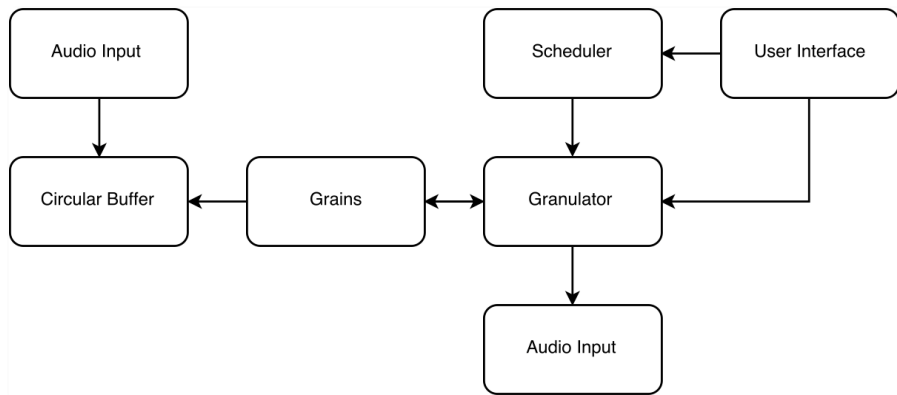 Audio Input
Scheduler
User Interface
Circular Buffer
Grains
Granulator
Audio Input